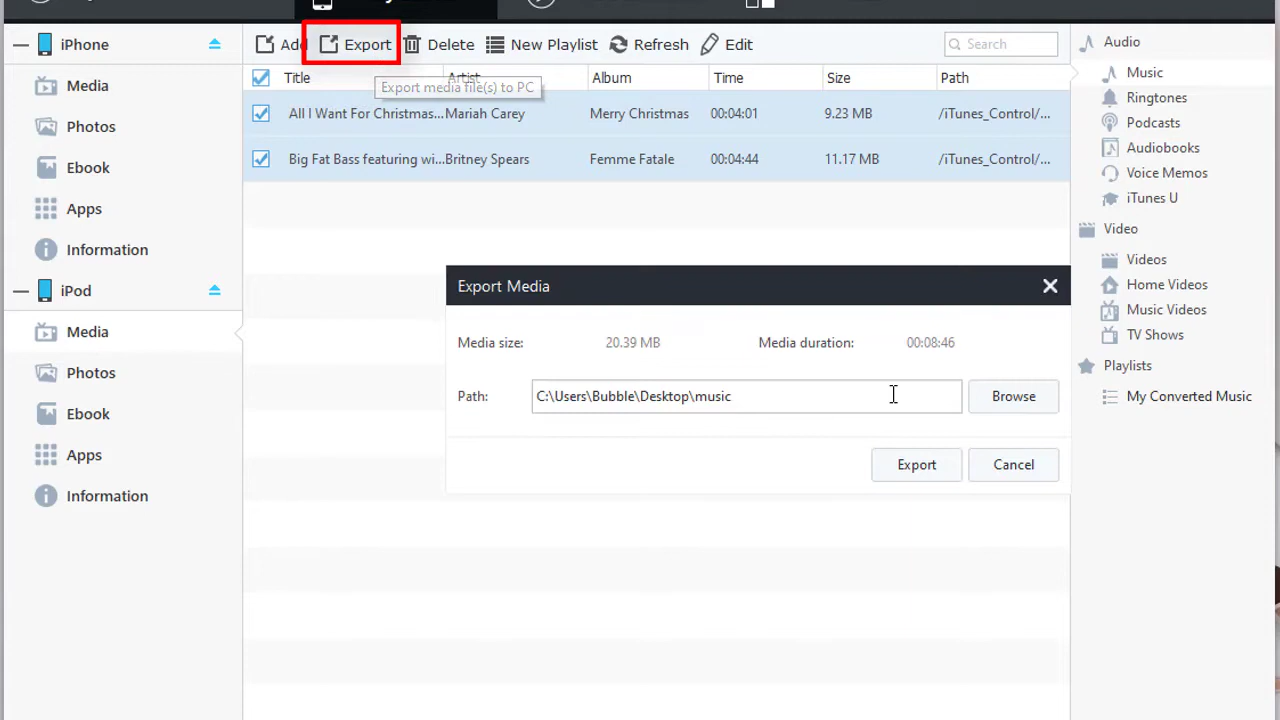 iPhone
Media
Photos
Ebook
Apps
Information
iPod
Media
Photos
Ebook
Apps
Information
Add Export Delete New Playlist Refresh Edit Search
Title Artist Album Time Size Path
Export media file(s) to PC
All I Want For Christmas... Mariah Carey Merry Christmas 00:04:01 9.23 MB /iTunes_Control/...
Big Fat Bass featuring wi... Britney Spears Femme Fatale 00:04:44 11.17 MB /iTunes_Control/...
Export Media
Media size: 20.39 MB Media duration: 00:08:46
Path: C:\Users\Bubble\Desktop\music Browse
Export Cancel
Audio
Music
Ringtones
Podcasts
Audiobooks
Voice Memos
iTunes U
Video
Videos
Home Videos
Music Videos
TV Shows
Playlists
My Converted Music